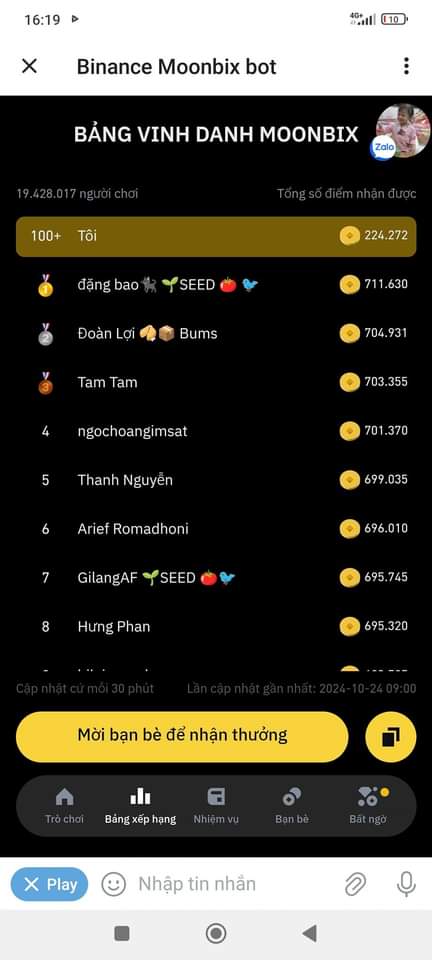 16:19
4G+
10
Binance Moonbix bot
BẢNG VINH DANH MOONBIX
Zalo
19.428.017 người chơi
Tổng số điểm nhận được
100+ Tôi 224.272
1 đặng bao🐈‍⬛ 🌱SEED 🍅 🐦 711.630
2 Đoàn Lợi 🥠📦 Bums 704.931
3 Tam Tam 703.355
4 ngochoangimsat 701.370
5 Thanh Nguyễn 699.035
6 Arief Romadhoni 696.010
7 GilangAF 🌱SEED 🍅🐦 695.745
8 Hưng Phan 695.320
Cập nhật cứ mỗi 30 phút
Lần cập nhật gần nhất: 2024-10-24 09:00
Mời bạn bè để nhận thưởng
Trò chơi
Bảng xếp hạng
Nhiệm vụ
Bạn bè
Bất ngờ
Play
Nhập tin nhắn